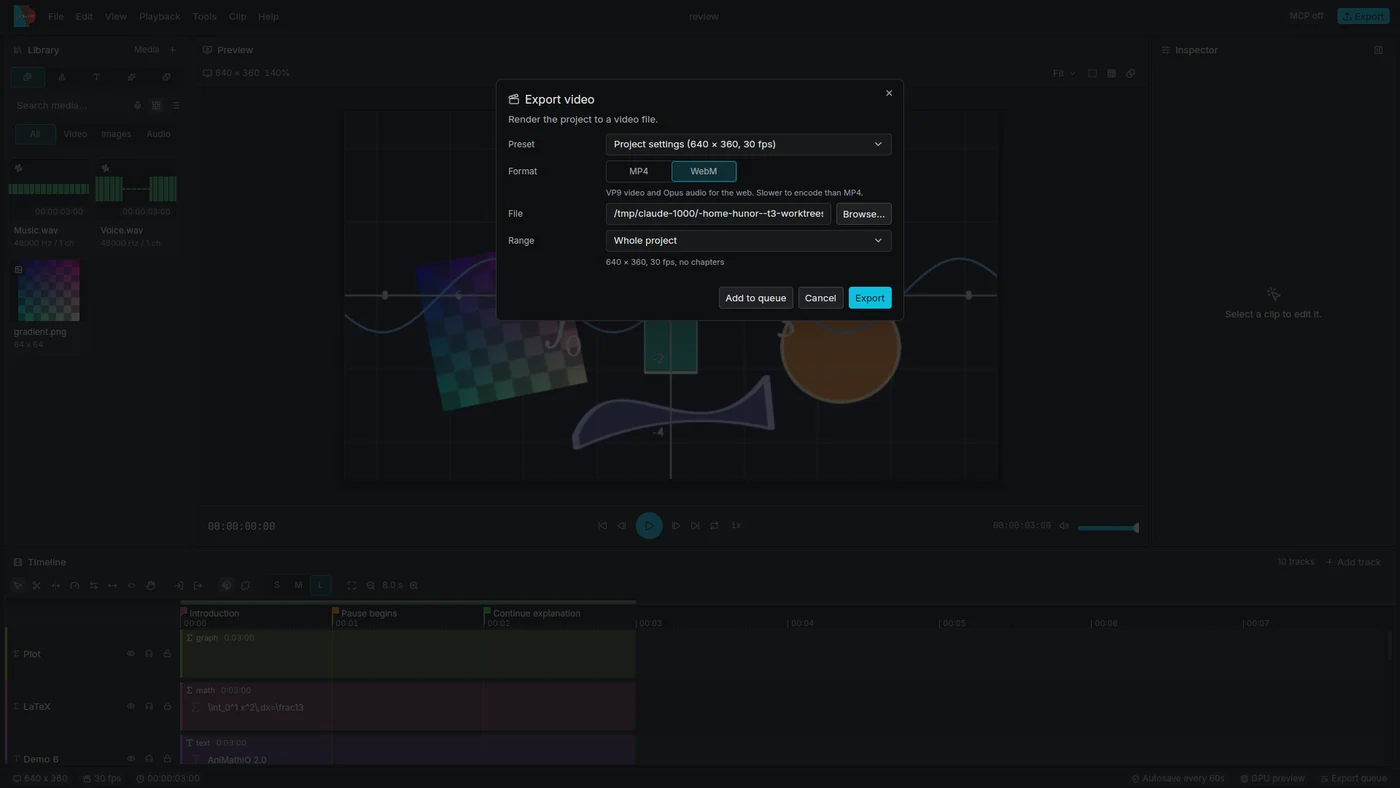 File Edit View Playback Tools Clip Help
review
MCP off
Export
Library
Media
Preview
Inspector
640 × 360 140%
Fit
Search media...
All Video Images Audio
00:00:03:00
00:00:03:00
Music.wav
Voice.wav
48000 Hz / 1 ch
48000 Hz / 1 ch
gradient.png
64 x 64
Export video
Render the project to a video file.
Preset
Project settings (640 × 360, 30 fps)
Format
MP4
WebM
VP9 video and Opus audio for the web. Slower to encode than MP4.
File
/tmp/claude-1000/-home-hunor--t3-worktrees
Browse...
Range
Whole project
640 × 360, 30 fps, no chapters
Add to queue
Cancel
Export
-2
-4
Select a clip to edit it.
00:00:00:00
1x
00:00:03:00
Timeline
10 tracks
Add track
S M L
8.0 s
Introduction
Pause begins
Continue explanation
00:00 00:01 00:02 00:03 00:04 00:05 00:06 00:07
Plot
Σ graph 0:03:00
LaTeX
Σ math 0:03:00
\int_0^1 x^2\,dx=\frac13
Demo 6
T text 0:03:00
AniMathIO 2.0
640 x 360
30 fps
00:00:03:00
Autosave every 60s
GPU preview
Export queue